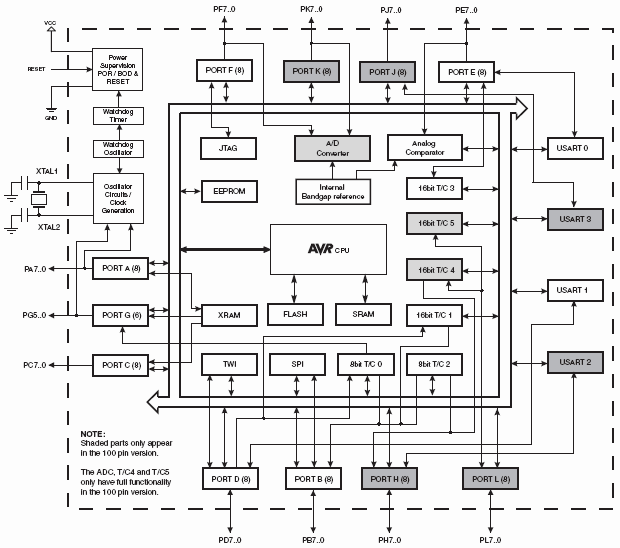 PF7..0
PK7..0
PJ7..0
PE7..0
VCC
RESET
GND
Power
Supervision
POR / BOD &
RESET
PORT F (8)
PORT K (8)
PORT J (8)
PORT E (8)
Watchdog
Timer
Watchdog
Oscillator
JTAG
A/D
Converter
Analog
Comparator
USART 0
XTAL1
XTAL2
Oscillator
Circuits /
Clock
Generation
EEPROM
Internal
Bandgap reference
16bit T/C 3
16bit T/C 5
USART 3
AVR CPU
PA7..0
PORT A (8)
16bit T/C 4
USART 1
PG5..0
PORT G (6)
XRAM
FLASH
SRAM
16bit T/C 1
PC7..0
PORT C (8)
TWI
SPI
8bit T/C 0
8bit T/C 2
USART 2
NOTE:
Shaded parts only appear
in the 100 pin version.
The ADC, T/C4 and T/C5
only have full functionality
in the 100 pin version.
PORT D (8)
PORT B (8)
PORT H (8)
PORT L (8)
PD7..0
PB7..0
PH7..0
PL7..0